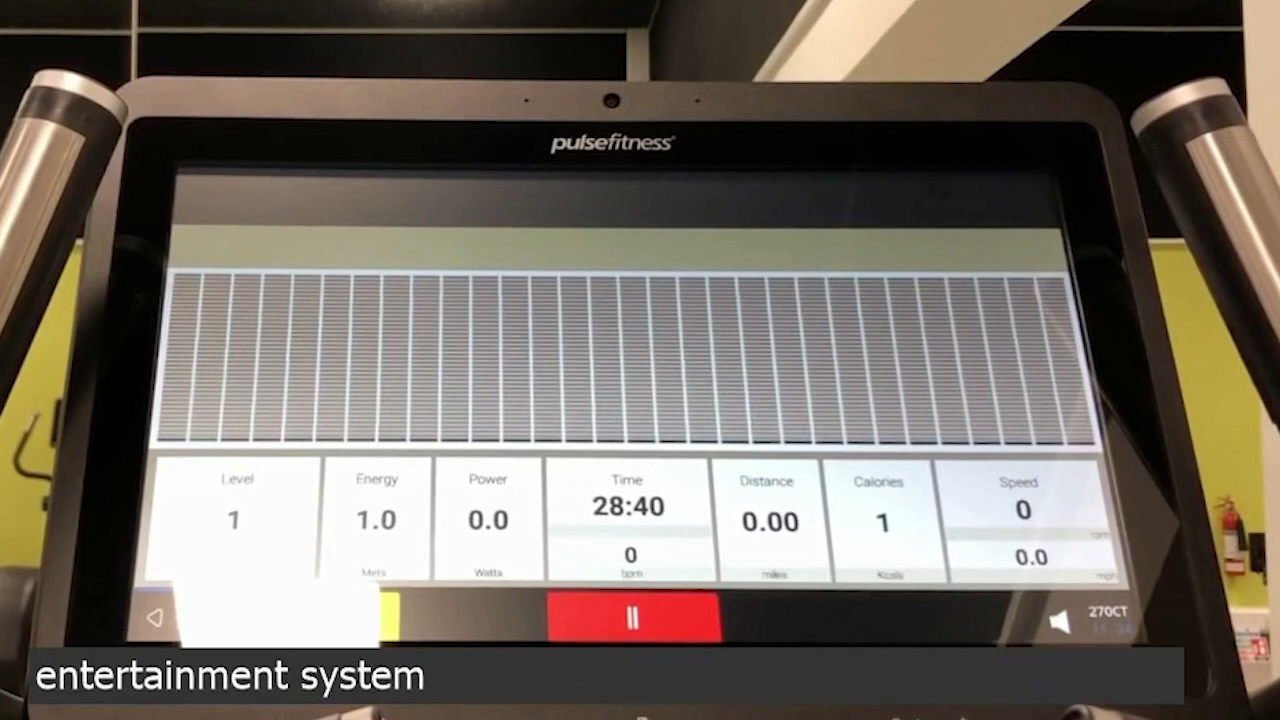 pulsefitness
Level Energy Power Time Distance Calories Speed
1 1.0 0.0 28:40 0.00 1 0
rpm
0 0.0
Mets Watts bpm miles Kcals mph
270CT
entertainment system